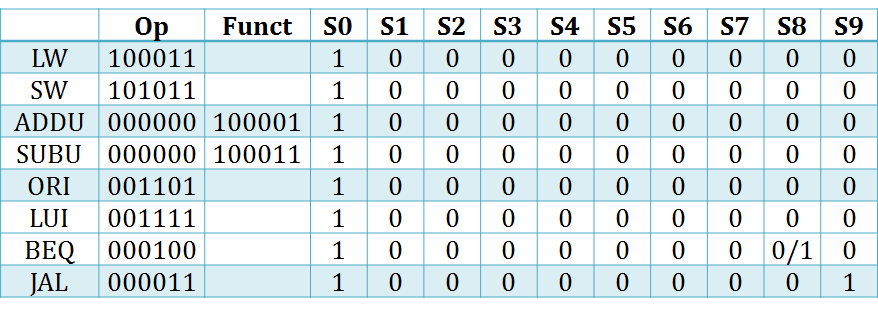 Op Funct S0 S1 S2 S3 S4 S5 S6 S7 S8 S9
LW 100011 1 0 0 0 0 0 0 0 0 0
SW 101011 1 0 0 0 0 0 0 0 0 0
ADDU 000000 100001 1 0 0 0 0 0 0 0 0 0
SUBU 000000 100011 1 0 0 0 0 0 0 0 0 0
ORI 001101 1 0 0 0 0 0 0 0 0 0
LUI 001111 1 0 0 0 0 0 0 0 0 0
BEQ 000100 1 0 0 0 0 0 0 0 0/1 0
JAL 000011 1 0 0 0 0 0 0 0 0 1